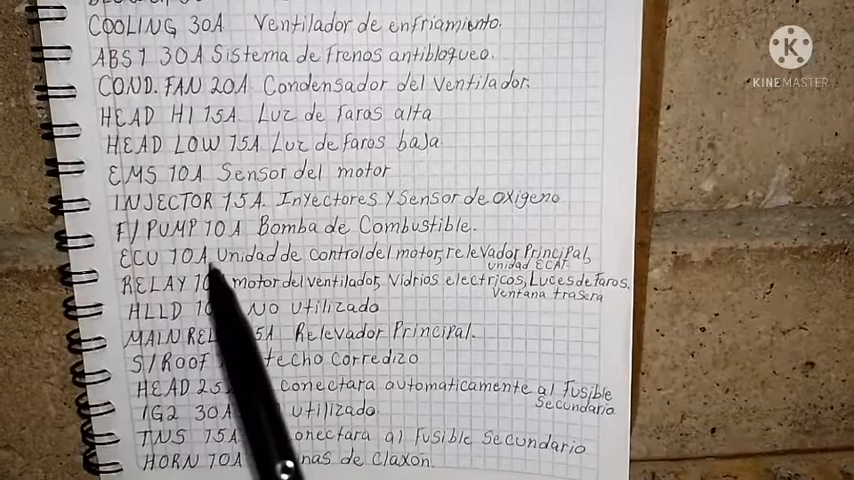 COOLING 30A Ventilador de enfriamiento.
ABS 1 30A Sistema de frenos antibloqueo.
COND. FAN 20A Condensador del Ventilador.
HEAD HI 15A Luz de faros alta
HEAD LOW 15A Luz de faros baja
EMS 10A Sensor del motor
INJECTOR 15A Inyectores y Sensor de oxigeno
F/PUMP 10A Bomba de Combustible.
ECU 10A Unidad de control del motor, relevador Principal,
unidad ECAT
RELAY motor del ventilador, Vidrios electricos, Luces de faros.
Ventana trasera
HLLD No utilizado
MAIN Relevador Principal.
S/ROOF techo corredizo
HEAD conectara automaticamente al fusible
Secundario
IG2 30A utilizado
TNS 15A conectara al fusible Secundario
HORN 10A de claxon.
K
KINEMASTER